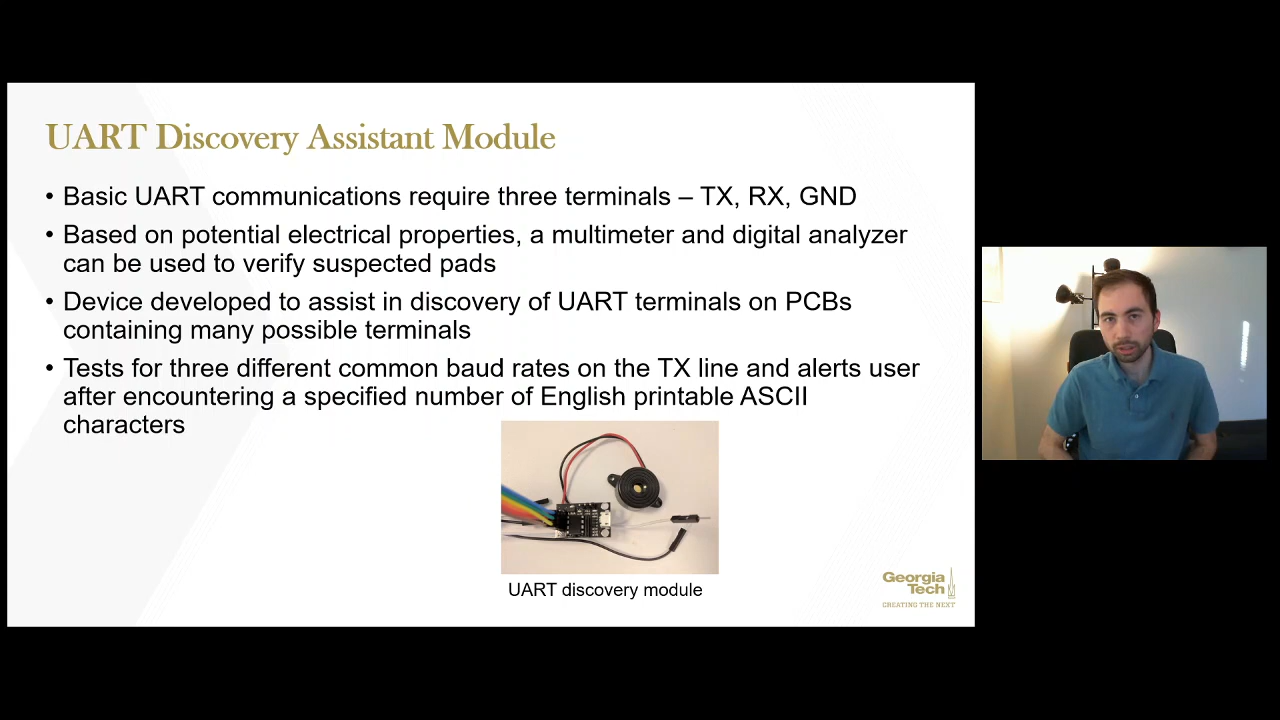 UART Discovery Assistant Module
• Basic UART communications require three terminals – TX, RX, GND
• Based on potential electrical properties, a multimeter and digital analyzer
can be used to verify suspected pads
• Device developed to assist in discovery of UART terminals on PCBs
containing many possible terminals
• Tests for three different common baud rates on the TX line and alerts user
after encountering a specified number of English printable ASCII
characters
UART discovery module
Georgia
Tech
CREATING THE NEXT